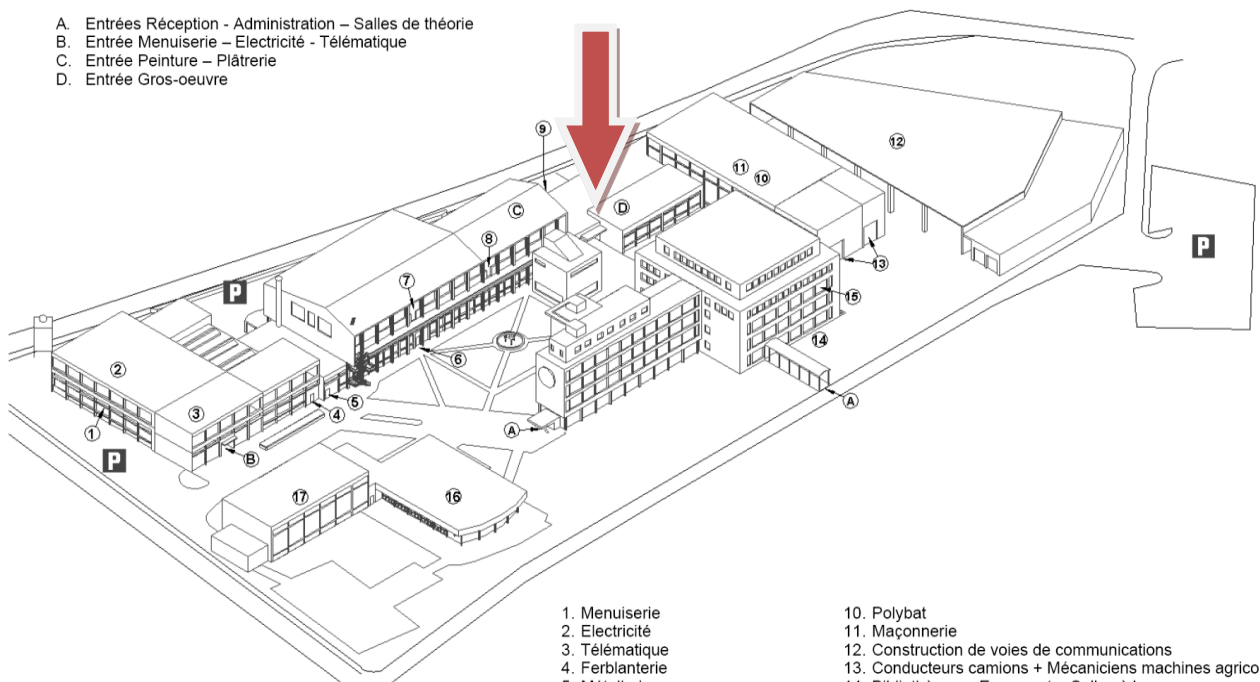 A. Entrées Réception - Administration – Salles de théorie
B. Entrée Menuiserie – Electricité - Télématique
C. Entrée Peinture – Plâtrerie
D. Entrée Gros-oeuvre
9
12
11
10
C
D
8
13
P
7
15
P
14
6
2
A
3
5
4
1
A
B
P
17
16
1. Menuiserie
2. Electricité
3. Télématique
4. Ferblanterie
10. Polybat
11. Maçonnerie
12. Construction de voies de communications
13. Conducteurs camions + Mécaniciens machines agrico